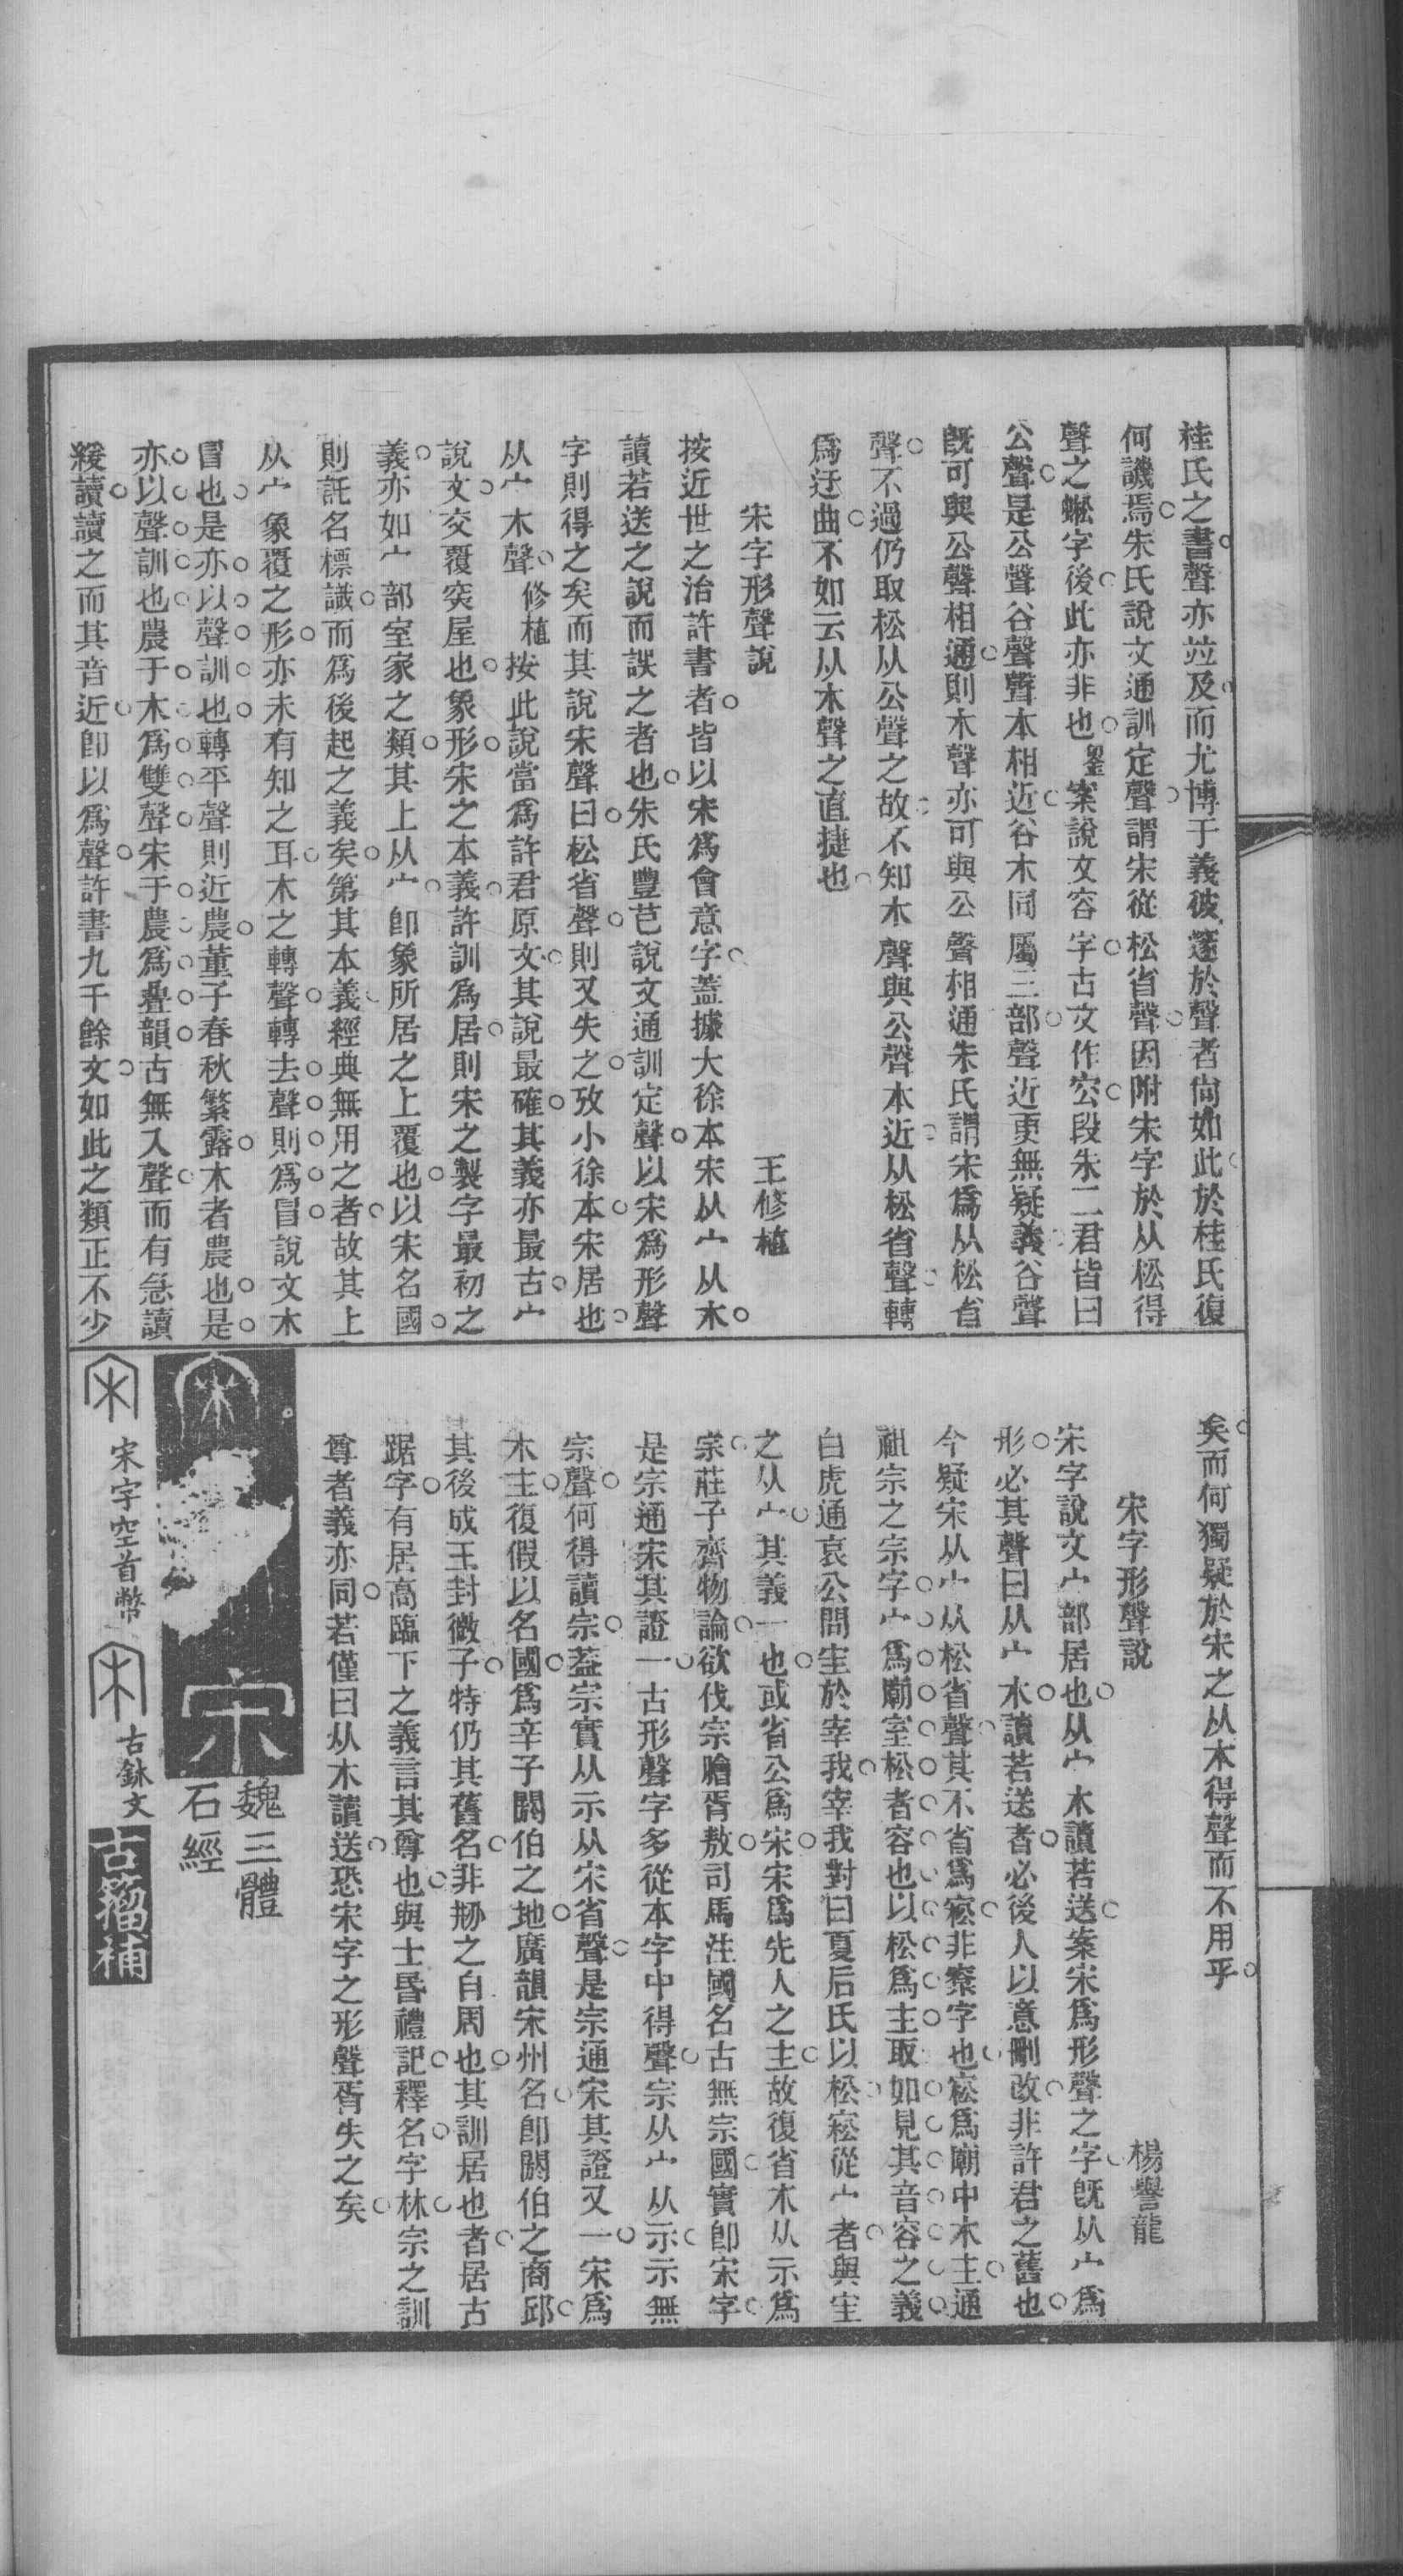 桂氏之書聲亦竝及而尤博于義彼籩於聲者尙如此於桂氏復
何譏焉朱氏說文通訓定聲謂宋從松省聲因附宋字於从松得
聲之蜙字後此亦非也鋆案說文容字古文作㝐段朱二君皆曰
公聲是公聲谷聲聲本相近谷木同屬三部聲近更無疑義谷聲
旣可與公聲相通則木聲亦可與公聲相通朱氏謂宋爲从松省
聲不過仍取松从公聲之故不知木聲與公聲本近从松省聲轉
爲迂曲不如云从木聲之直捷也
宋字形聲說 王修植
按近世之治許書者皆以宋爲會意字蓋據大徐本宋从宀从木
讀若送之說而誤之者也朱氏豐芑說文通訓定聲以宋爲形聲
字則得之矣而其說宋聲曰松省聲則又失之攷小徐本宋居也
从宀木聲修植按此說當爲許君原文其說最確其義亦最古宀
說文交覆突屋也象形宋之本義許訓爲居則宋之製字最初之
義亦如宀部室家之類其上从宀卽象所居之上覆也以宋名國
則託名標識而爲後起之義矣第其本義經典無用之者故其上
从宀象覆之形亦未有知之耳木之轉聲轉去聲則爲冒說文木
冒也是亦以聲訓也轉平聲則近農董子春秋繁露木者農也是
亦以聲訓也農于木爲雙聲宋于農爲疊韻古無入聲而有急讀
緩讀讀之而其音近卽以爲聲許書九千餘文如此之類正不少
矣而何獨疑於宋之从木得聲而不用乎
宋字形聲說 楊譽龍
宋字說文宀部居也从宀木讀若送案宋爲形聲之字旣从宀爲
形必其聲曰从宀木讀若送者必後人以意刪改非許君之舊也
今疑宋从宀从松省聲其不省爲㝐非寮字也㝐爲廟中木主通
祖宗之宗字宀爲廟室松者容也以松爲主取如見其音容之義
白虎通哀公問宔於宰我宰我對曰夏后氏以松㝐從宀者與宔
之从宀其義一也或省公爲宋宋爲先人之主故復省木从示爲
宗莊子齊物論欲伐宗膾胥敖司馬注國名古無宗國實卽宋字
是宗通宋其證一古形聲字多從本字中得聲宗从宀从示示無
宗聲何得讀宗蓋宗實从示从宋省聲是宗通宋其證又一宋爲
木主復假以名國爲辛子閼伯之地廣韻宋州名卽閼伯之商邱
其後成王封微子特仍其舊名非刱之自周也其訓居也者居古
踞字有居高臨下之義言其尊也與士昬禮記釋名字林宗之訓
尊者義亦同若僅曰从木讀送恐宋字之形聲胥失之矣
宋
魏三體
石經
宋字空首幣
古鉨文
古籀補